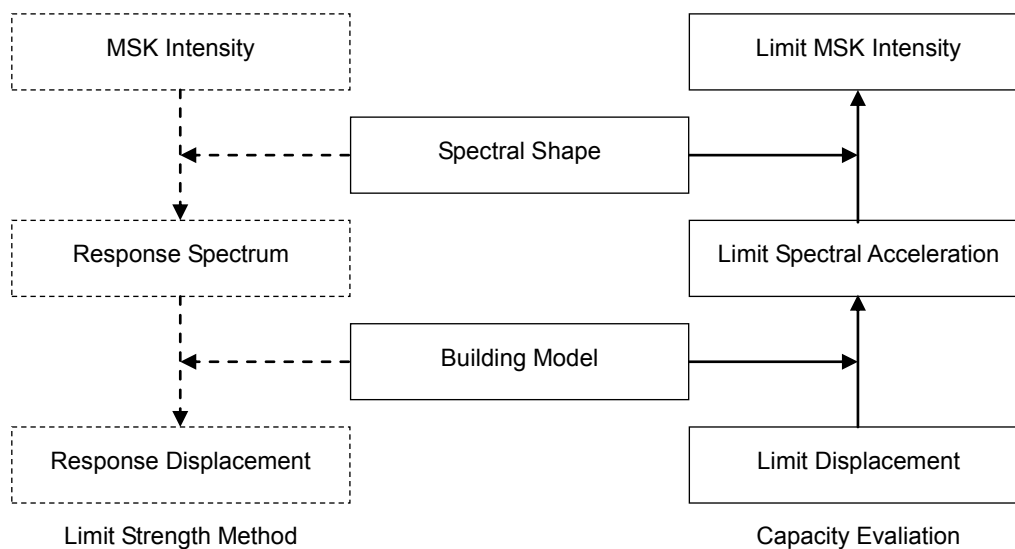 MSK Intensity
Limit MSK Intensity
Spectral Shape
Response Spectrum
Limit Spectral Acceleration
Building Model
Response Displacement
Limit Displacement
Limit Strength Method
Capacity Evaliation